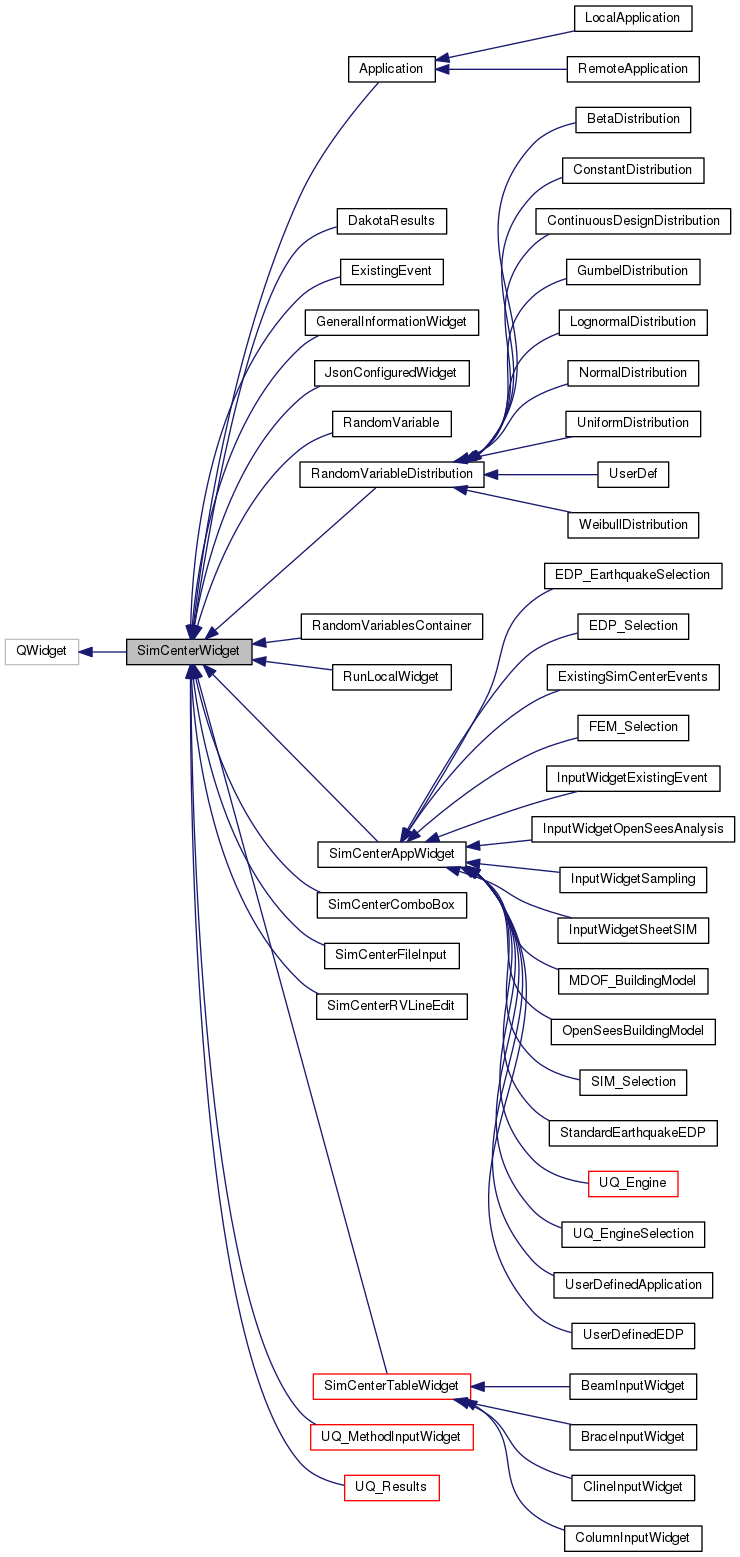 LocalApplication
Application
RemoteApplication
BetaDistribution
ConstantDistribution
DakotaResults
ContinuousDesignDistribution
ExistingEvent
GumbelDistribution
GeneralInformationWidget
LognormalDistribution
JsonConfiguredWidget
NormalDistribution
RandomVariable
UniformDistribution
RandomVariableDistribution
UserDef
WeibullDistribution
EDP_EarthquakeSelection
RandomVariablesContainer
EDP_Selection
QWidget
SimCenterWidget
RunLocalWidget
ExistingSimCenterEvents
FEM_Selection
InputWidgetExistingEvent
InputWidgetOpenSeesAnalysis
SimCenterAppWidget
InputWidgetSampling
SimCenterComboBox
InputWidgetSheetSIM
SimCenterFileInput
MDOF_BuildingModel
SimCenterRVLineEdit
OpenSeesBuildingModel
SIM_Selection
StandardEarthquakeEDP
UQ_Engine
UQ_EngineSelection
UserDefinedApplication
UserDefinedEDP
SimCenterTableWidget
BeamInputWidget
UQ_MethodInputWidget
BraceInputWidget
UQ_Results
ClineInputWidget
ColumnInputWidget